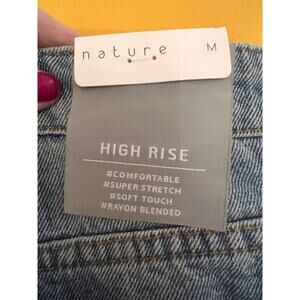 nature M
HIGH RISE
#COMFORTABLE
#SUPER STRETCH
#SOFT TOUCH
#RAYON BLENDED